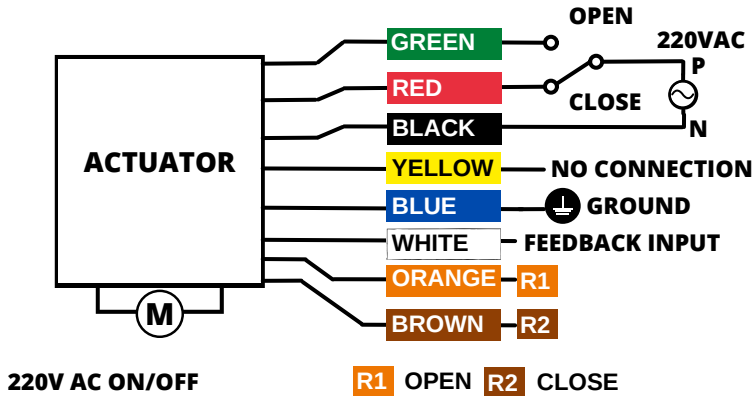 OPEN
GREEN
220VAC
P
RED
CLOSE
BLACK
N
ACTUATOR
YELLOW NO CONNECTION
BLUE GROUND
WHITE FEEDBACK INPUT
ORANGE R1
M
BROWN R2
220V AC ON/OFF R1 OPEN R2 CLOSE